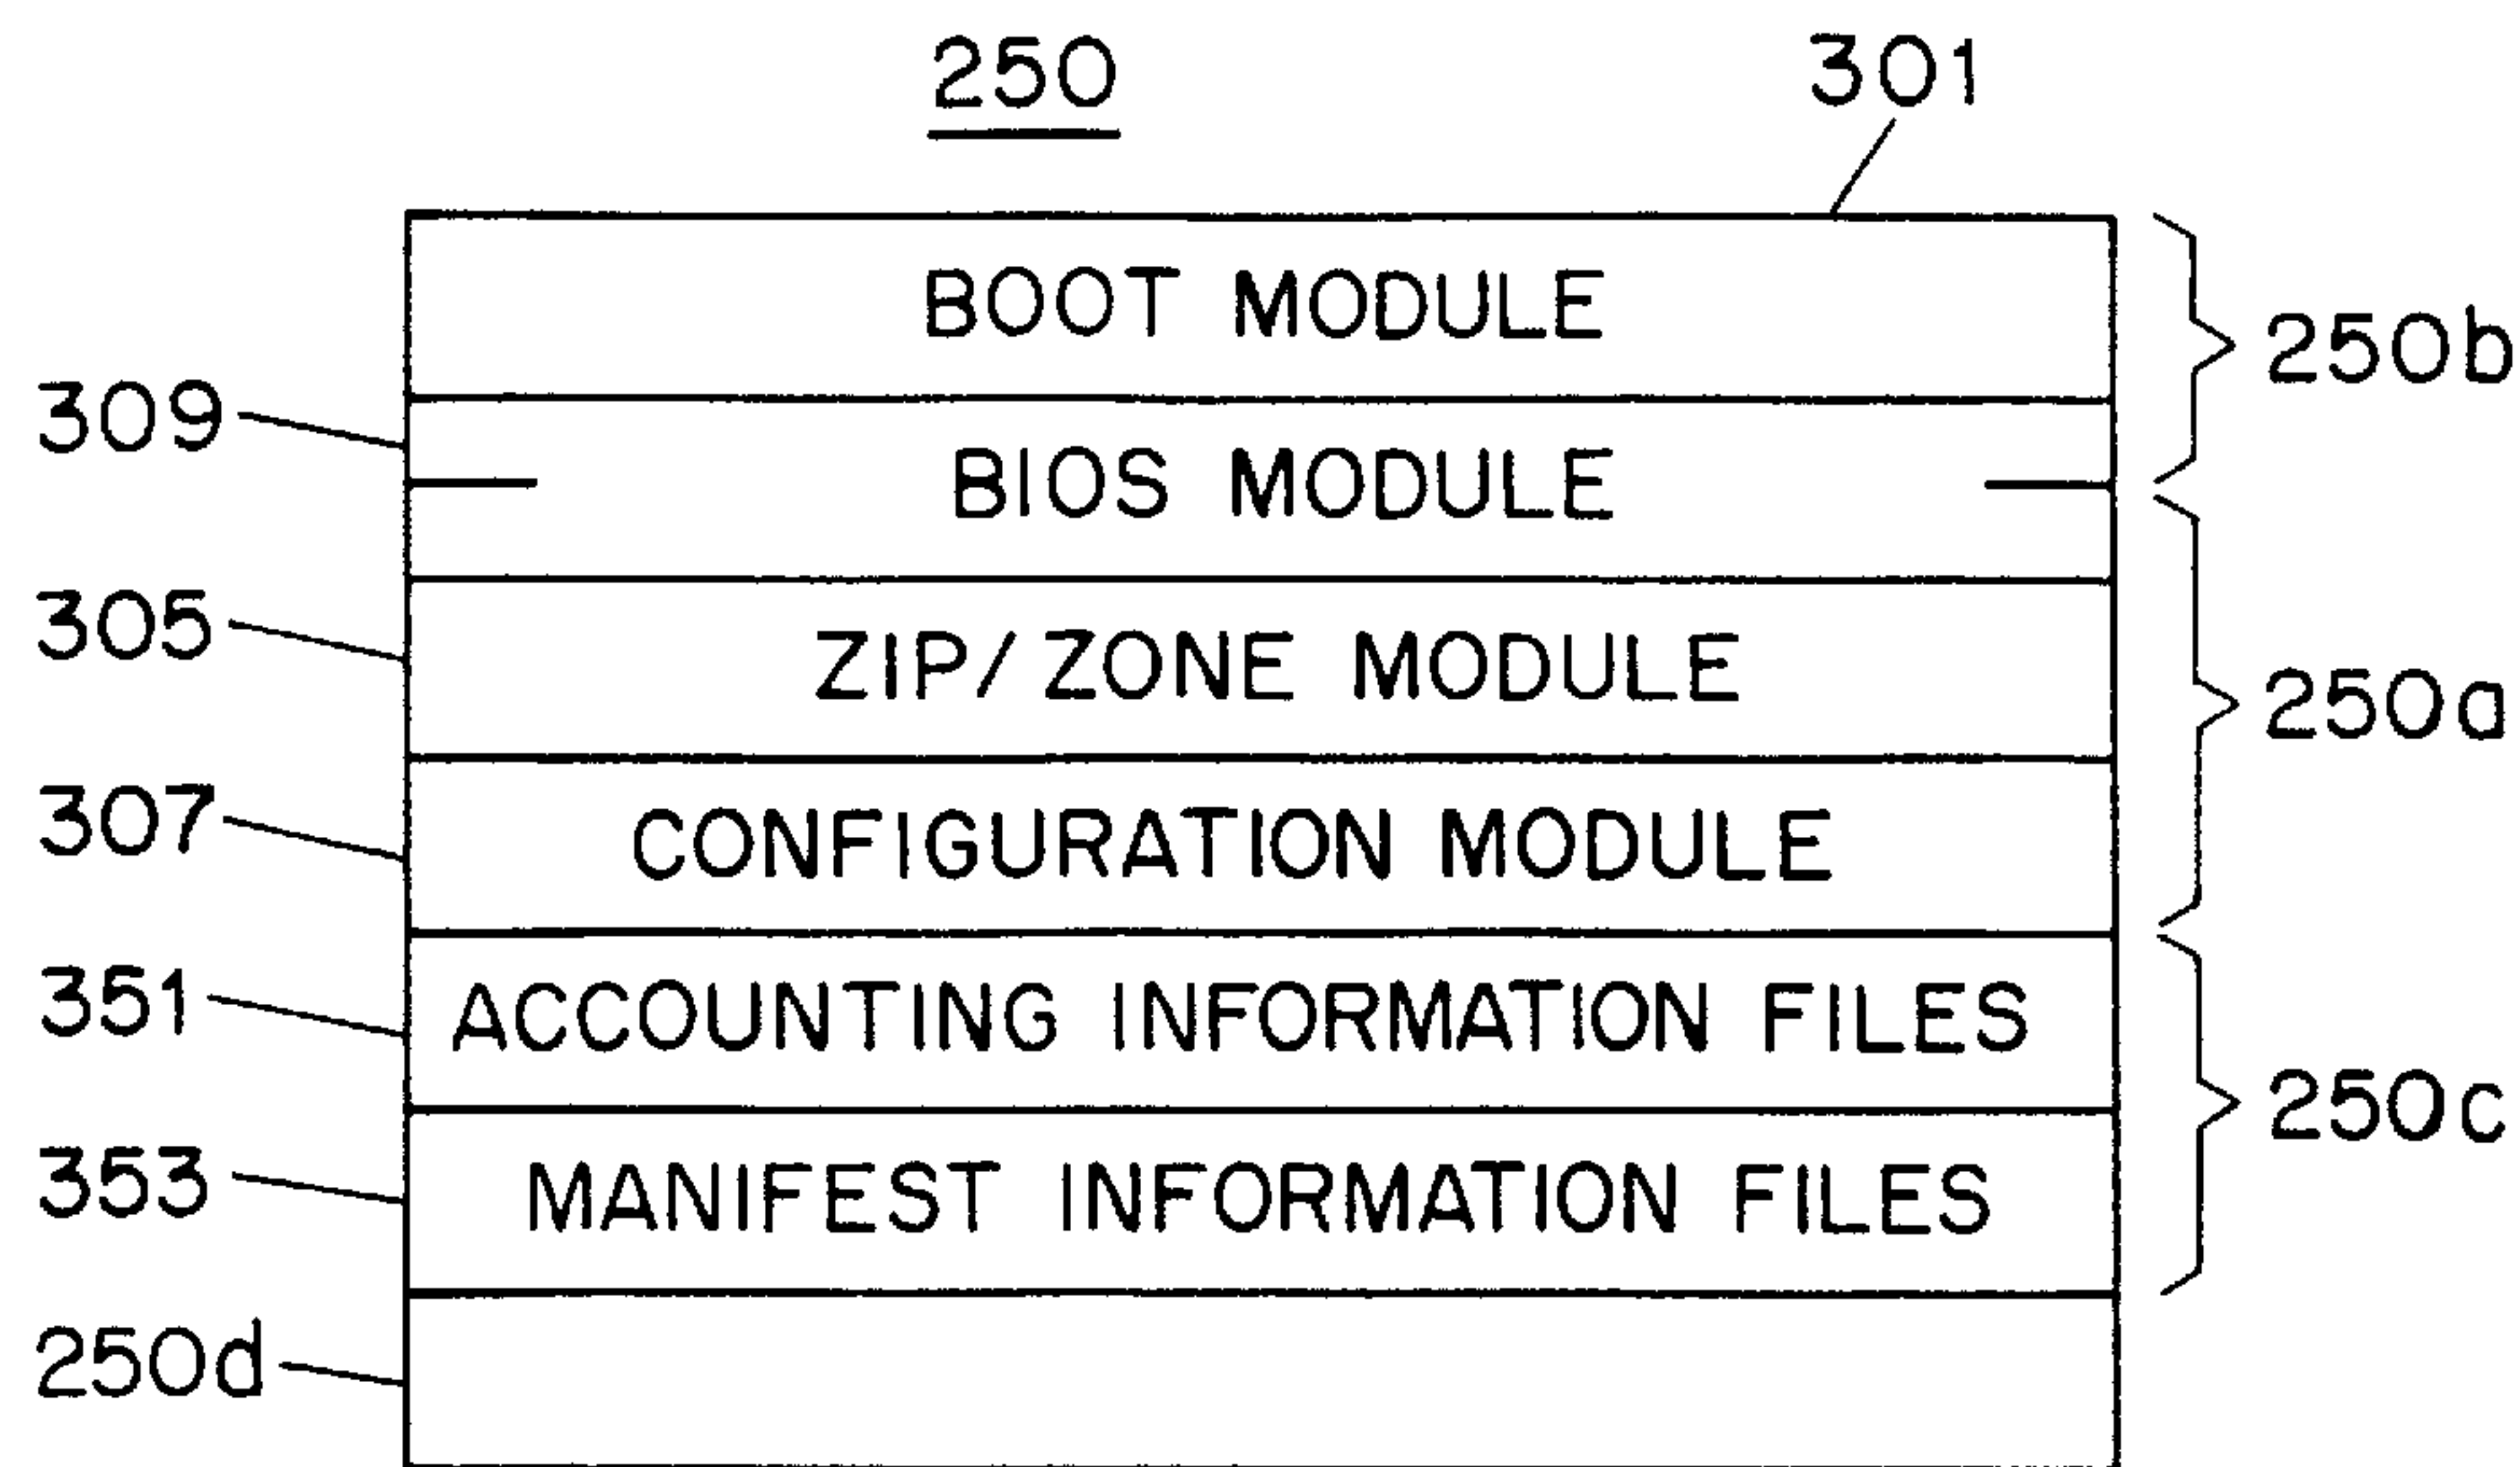 250
301
BOOT MODULE
250b
309
BIOS MODULE
305
ZIP/ZONE MODULE
250a
307
CONFIGURATION MODULE
351
ACCOUNTING INFORMATION FILES
250c
353
MANIFEST INFORMATION FILES
250d